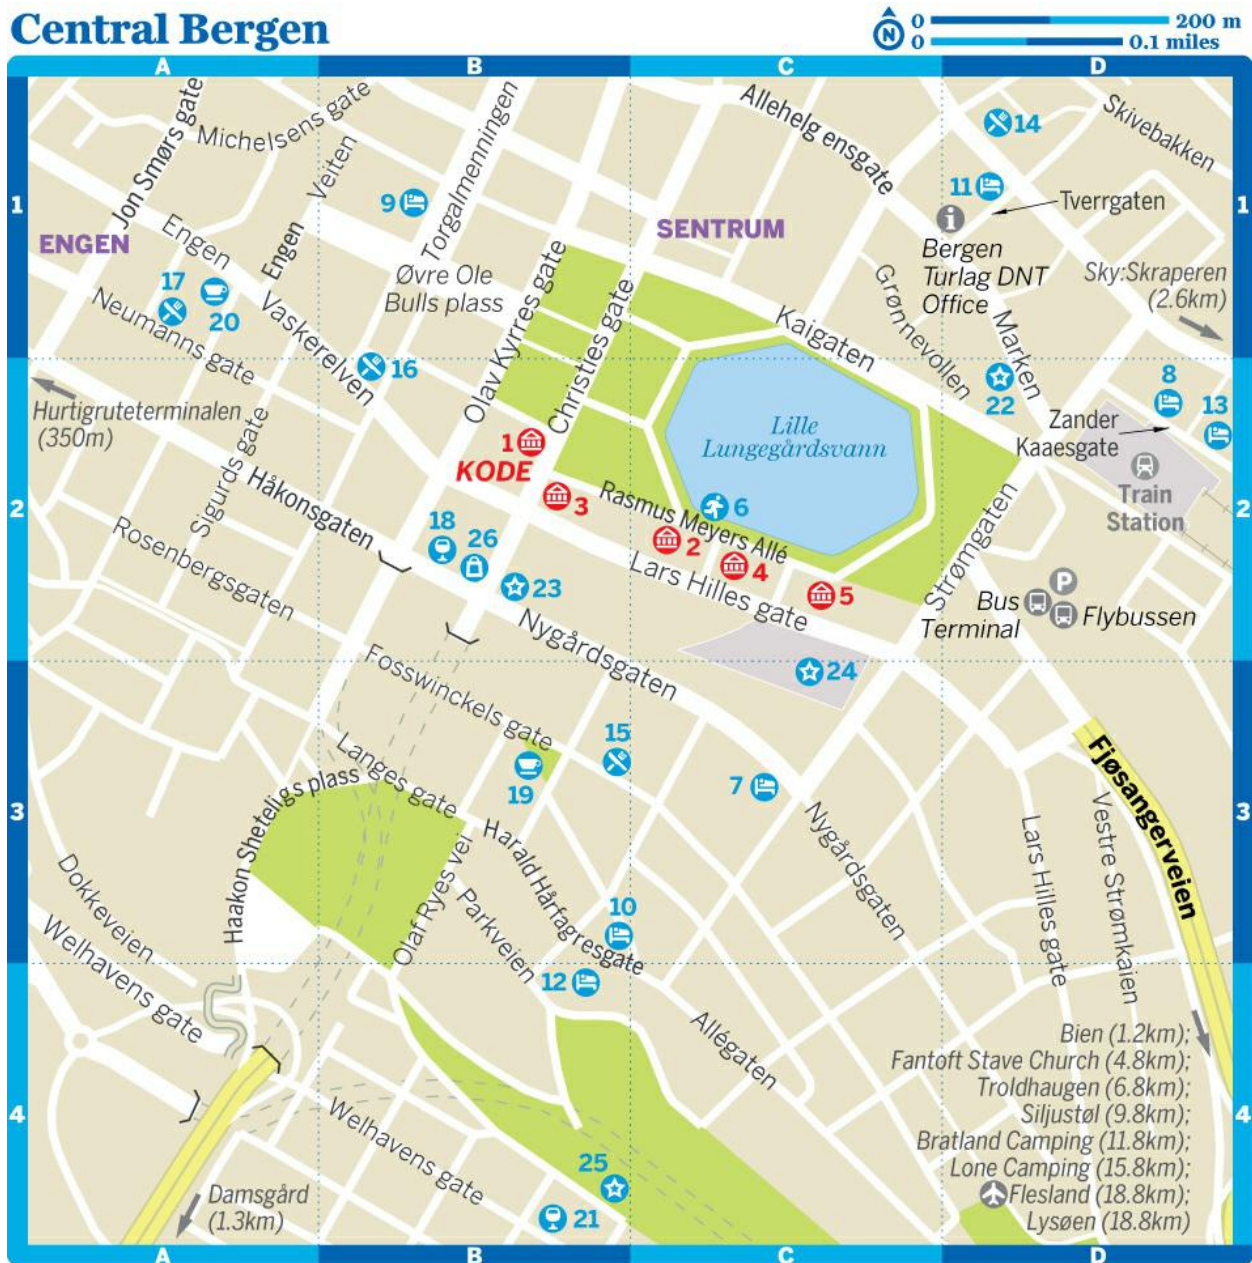 Central Bergen
N
0 200 m
0 0.1 miles
A B C D
1 1
2 2
3 3
4 4
Michelsens gate
Jon Smørs gate
Veiten
Torgalmenningen
9
ENGEN
Engen
Engen
17
20
Neumanns gate
Vaskerelven
Øvre Ole
Bulls plass
16
Olav Kyrres gate
Christies gate
SENTRUM
Allehelg ensgate
14
Skivebakken
11
Tverrgaten
Bergen
Turlag DNT
Office
Sky:Skraperen
(2.6km)
Kaigaten
Grønnevollen
Marken
22
8
13
Zander
Kaaesgate
Train
Station
Hurtigruteterminalen
(350m)
Sigurds gate
Håkonsgaten
Rosenbergsgaten
1
KODE
3
Lille
Lungegårdsvann
Rasmus Meyers Allé
6
2
4
5
Lars Hilles gate
Strømgaten
18
26
23
Nygårdsgaten
P
Bus
Terminal
Flybussen
24
Fosswinckels gate
15
19
7
Langes gate
Haakon Sheteligs plass
Olaf Ryes vei
Harald Hårfagresgate
Parkveien
10
12
Nygårdsgaten
Lars Hilles gate
Vestre Strømkaien
Fjøsangerveien
Dokkeveien
Welhavens gate
Allégaten
Welhavens gate
25
21
Damsgård
(1.3km)
Bien (1.2km);
Fantoft Stave Church (4.8km);
Troldhaugen (6.8km);
Siljustøl (9.8km);
Bratland Camping (11.8km);
Lone Camping (15.8km);
Flesland (18.8km);
Lysøen (18.8km)
A B C D